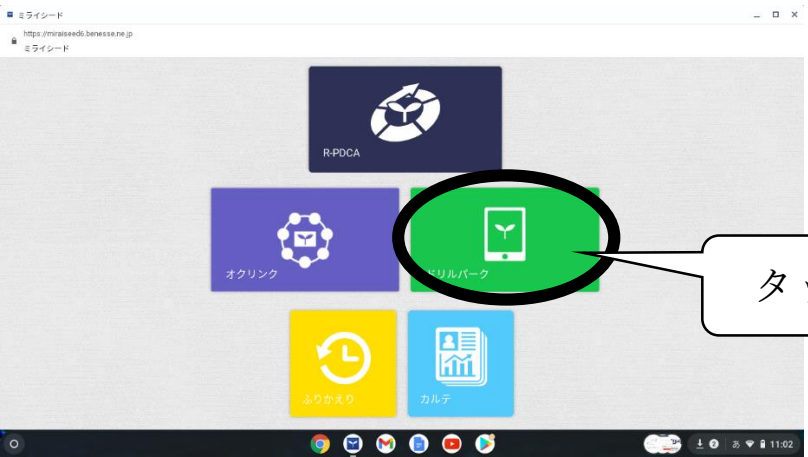 ミライシード
https://miraiseed6.benesse.ne.jp
ミライシード
R-PDCA
オクリンク
ドリルパーク
タッ
ふりかえり
カルテ
2
あ
11:02